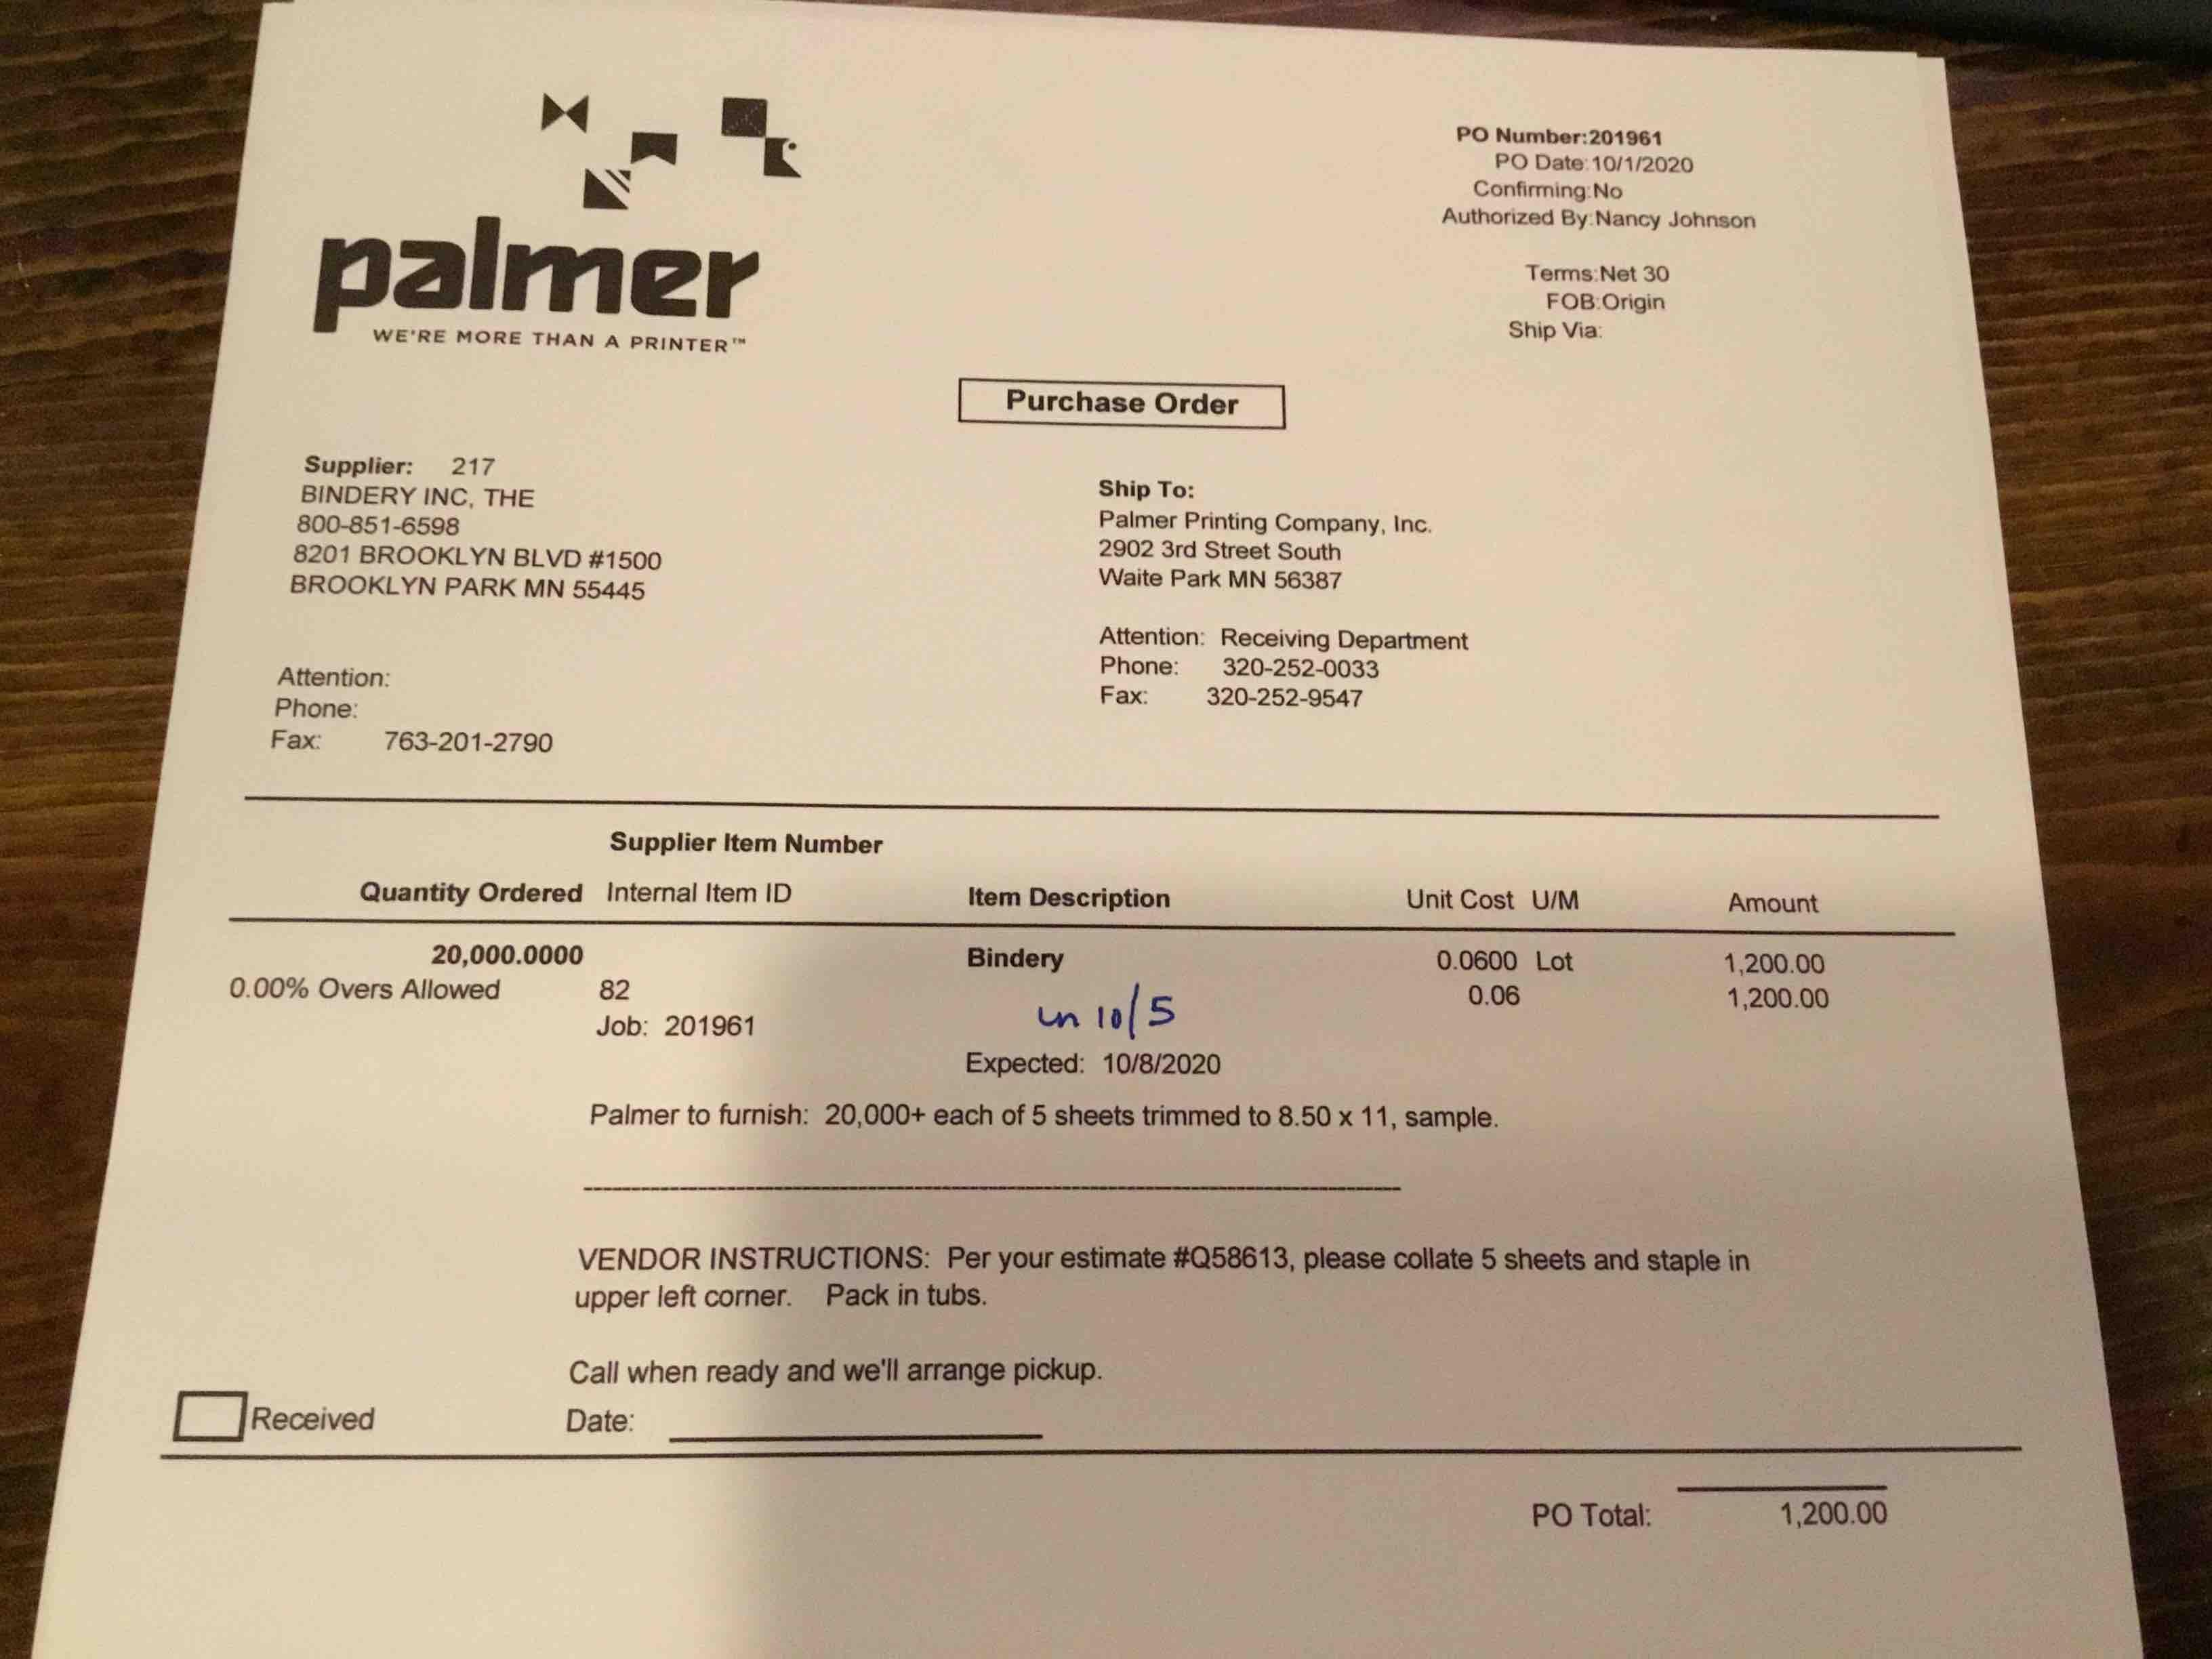 palmer
WE'RE MORE THAN A PRINTER™
PO Number:201961
PO Date:10/1/2020
Confirming:No
Authorized By:Nancy Johnson
Terms:Net 30
FOB:Origin
Ship Via:
Purchase Order
Supplier: 217
BINDERY INC, THE
800-851-6598
8201 BROOKLYN BLVD #1500
BROOKLYN PARK MN 55445
Attention:
Phone:
Fax: 763-201-2790
Ship To:
Palmer Printing Company, Inc.
2902 3rd Street South
Waite Park MN 56387
Attention: Receiving Department
Phone: 320-252-0033
Fax: 320-252-9547
Supplier Item Number
Quantity Ordered Internal Item ID Item Description Unit Cost U/M Amount
20,000.0000 Bindery 0.0600 Lot 1,200.00
0.00% Overs Allowed 82 0.06 1,200.00
in 10/5
Job: 201961
Expected: 10/8/2020
Palmer to furnish: 20,000+ each of 5 sheets trimmed to 8.50 x 11, sample.
VENDOR INSTRUCTIONS: Per your estimate #Q58613, please collate 5 sheets and staple in
upper left corner. Pack in tubs.
Call when ready and we'll arrange pickup.
Received Date:
PO Total: 1,200.00